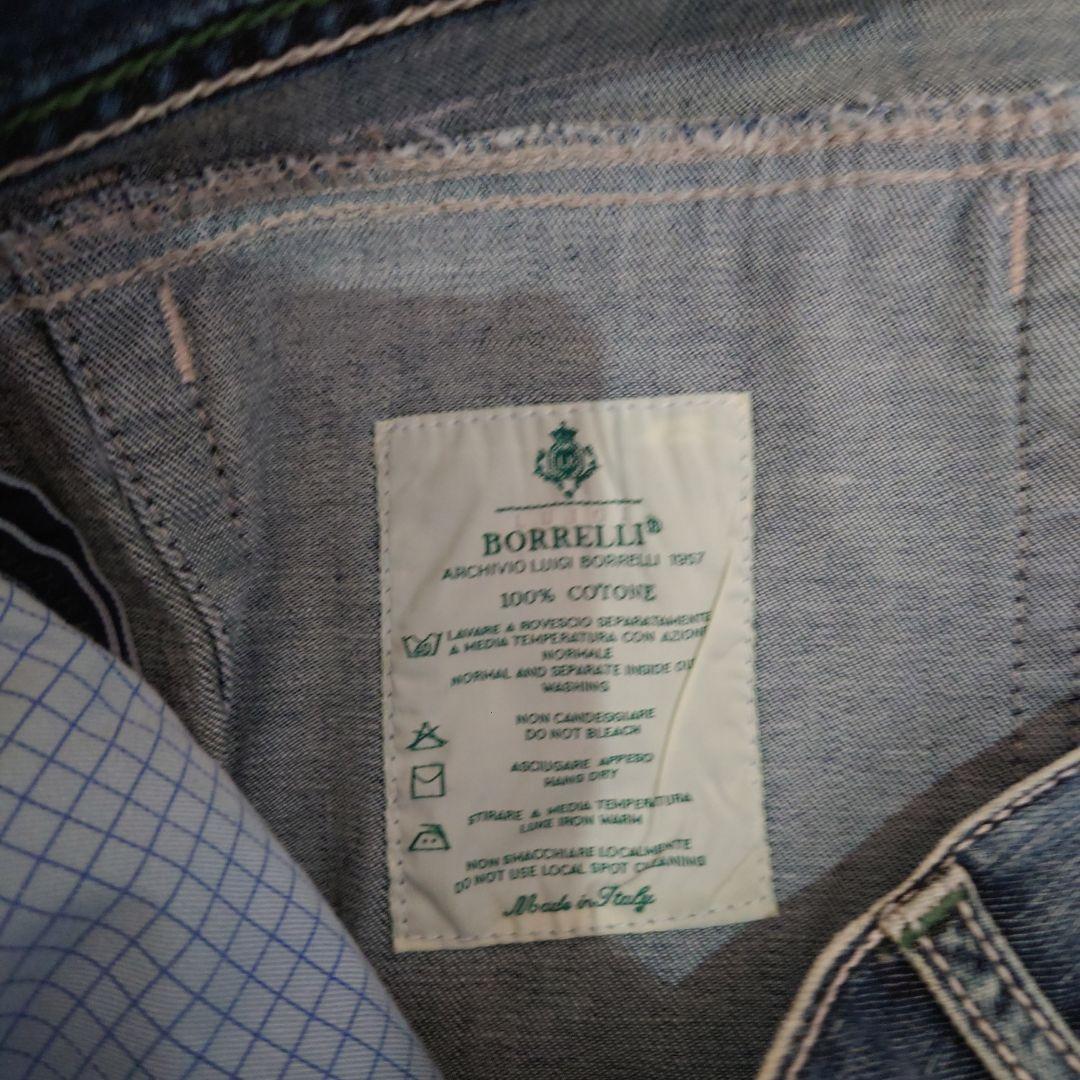 BORRELLI®
ARCHIVIO LUIGI BORRELLI 1957
100% COTONE
LAVARE A ROVESCIO SEPARATAMENTE
A MEDIA TEMPERATURA CON AZIONE
NORMALE
NORMAL AND SEPARATE INSIDE OUT
WASHING
NON CANDEGGIARE
DO NOT BLEACH
ASCIUGARE APPESO
HANG DRY
STIRARE A MEDIA TEMPERATURA
LUKE IRON WARM
NON SMACCHIARE LOCALMENTE
DO NOT USE LOCAL SPOT CLEANING
Made in Italy